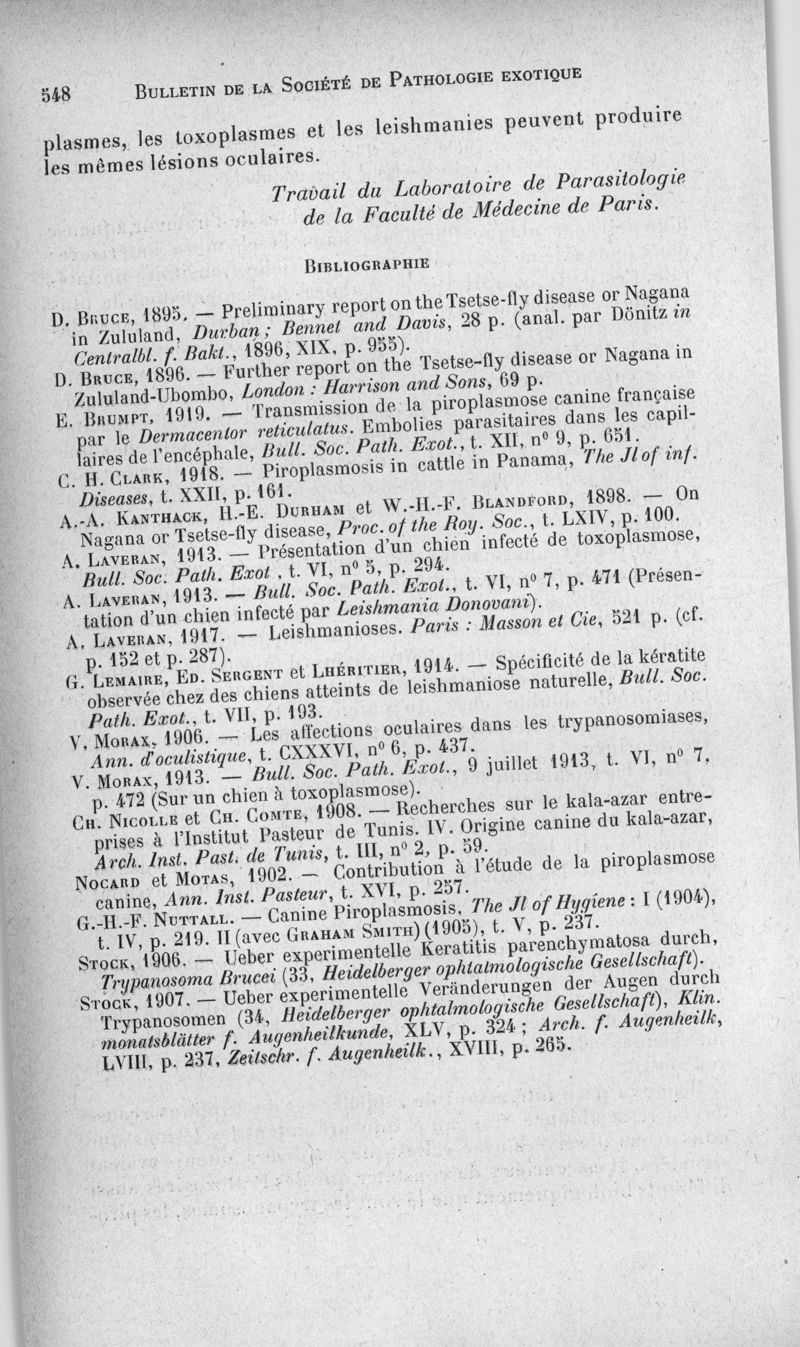 548 BULLETIN DE LA SOCIÉTÉ DE PATHOLOGIE EXOTIQUE
plasmes, les toxoplasmes et les leishmanies peuvent produire
les mêmes lésions oculaires.
Travail du Laboratoire de Parasitologie
de la Faculté de Médecine de Paris.
BIBLIOGRAPHIE
D. BRUCE, 1895. — Preliminary report on the Tsetse-fly disease or Nagana
in Zululand, Durban ; Bennet and Davis, 28 p. (anal. par Dönitz in
Centralbl. f. Bakt., 1896, XIX, p. 955).
D. BRUCE, 1896. — Further report on the Tsetse-fly disease or Nagana in
Zululand-Ubombo, London : Harrison and Sons, 69 p.
E. BRUMPT, 1919. — Transmission de la piroplasmose canine française
par le Dermacentor reticulatus. Embolies parasitaires dans les capil-
laires de l'encéphale, Bull. Soc. Path. Exot., t. XII, n° 9, p. 651.
C. H. CLARK, 1918. — Piroplasmosis in cattle in Panama, The Jl of inf.
Diseases, t. XXII, p. 161.
A.-A. KANTHACK, H.-E. DURHAM et W.-H.-F. BLANDFORD, 1898. — On
Nagana or Tsetse-fly disease, Proc. of the Roy. Soc., t. LXIV, p. 100.
A. LAVERAN, 1913. — Présentation d'un chien infecté de toxoplasmose,
Bull. Soc. Path. Exot., t. VI, n° 5, p. 294.
A. LAVERAN, 1913. — Bull. Soc. Path. Exot., t. VI, n° 7, p. 471 (Présen-
tation d'un chien infecté par Leishmania Donovani).
A. LAVERAN, 1917. — Leishmanioses. Paris : Masson et Cie, 521 p. (cf.
p. 152 et p. 287).
G. LEMAIRE, ED. SERGENT et LHÉRITIER, 1914. — Spécificité de la kératite
observée chez des chiens atteints de leishmaniose naturelle, Bull. Soc.
Path. Exot., t. VII, p. 193.
V. MORAX, 1906. — Les affections oculaires dans les trypanosomiases,
Ann. d'oculistique, t. CXXXVI, n° 6, p. 437.
V. MORAX, 1913. — Bull. Soc. Path. Exot., 9 juillet 1913, t. VI, n° 7,
p. 472 (Sur un chien à toxoplasmose).
CH. NICOLLE et CH. COMTE, 1908. — Recherches sur le kala-azar entre-
prises à l'Institut Pasteur de Tunis. IV. Origine canine du kala-azar,
Arch. Inst. Past. de Tunis, t. III, n° 2, p. 59.
NOCARD et MOTAS, 1902. — Contribution à l'étude de la piroplasmose
canine, Ann. Inst. Pasteur, t. XVI, p. 257.
G.-H.-F. NUTTALL. — Canine Piroplasmosis, The Jl of Hygiene : I (1904),
t. IV, p. 219. II (avec GRAHAM SMITH) (1905), t. V, p. 237.
STOCK, 1906. — Ueber experimentelle Keratitis parenchymatosa durch,
Trypanosoma Brucei (33, Heidelberger ophtalmologische Gesellschaft).
STOCK, 1907. — Ueber experimentelle Veränderungen der Augen durch
Trypanosomen (34, Heidelberger ophtalmologische Gesellschaft), Klin.
monatsblätter f. Augenheilkunde, XLV, p. 324 ; Arch. f. Augenheilk,
LVIII, p. 237, Zeitschr. f. Augenheilk., XVIII, p. 265.